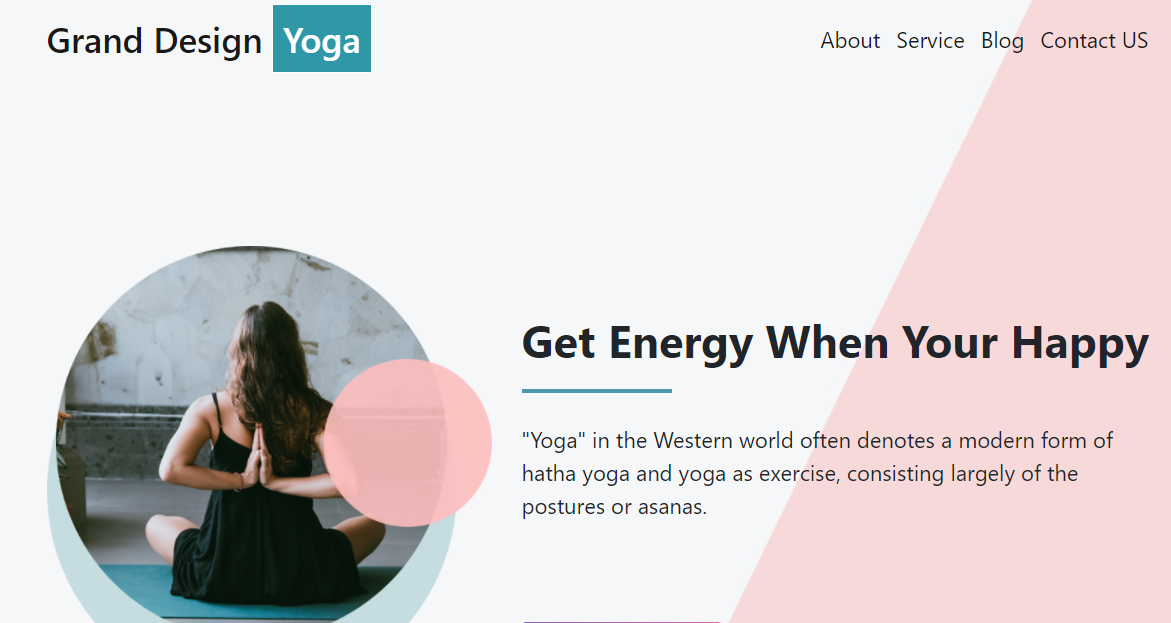 Grand Design Yoga
About Service Blog Contact US
Get Energy When Your Happy
"Yoga" in the Western world often denotes a modern form of
hatha yoga and yoga as exercise, consisting largely of the
postures or asanas.